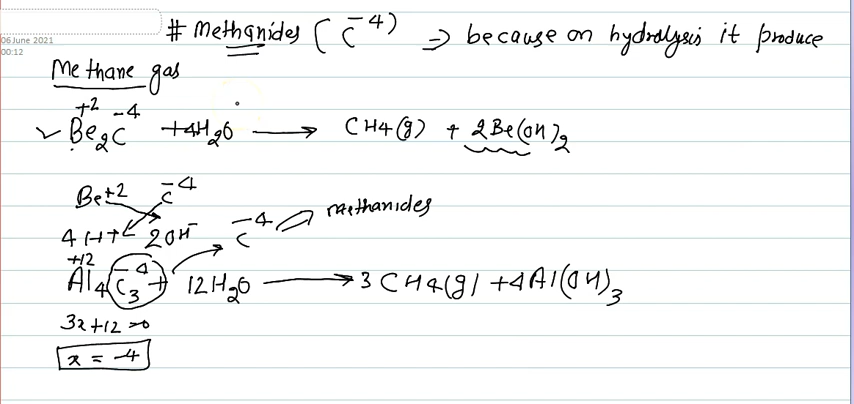 06 June 2021
00:12
# Methanides (C⁻⁴) ⇒ because on hydrolysis it produce
Methane gas
+2 -4
✓ Be₂C + 4H₂O → CH4(g) + 2Be(OH)₂
Be+2 C⁻⁴
4H+ 2OH⁻ C⁻⁴ methanides
+12 -4
Al₄C₃ + 12H₂O → 3CH4(g) + 4Al(OH)₃
3x+12=0
x = -4